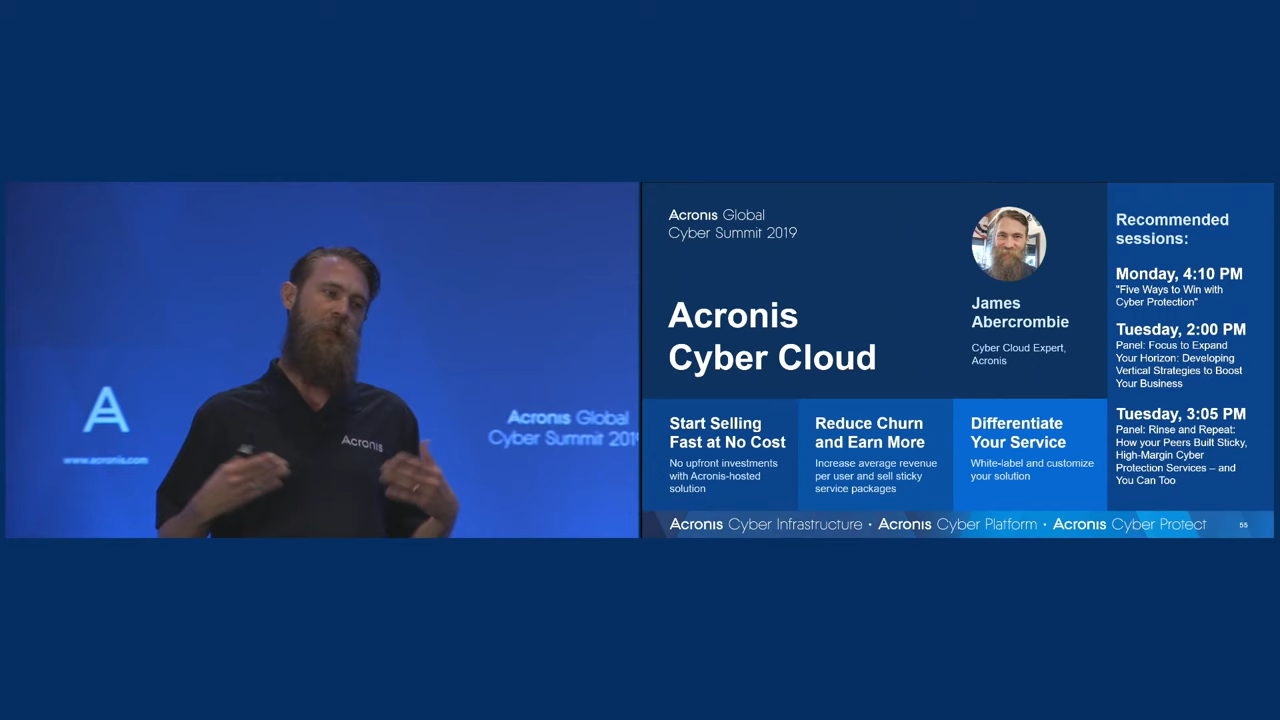 A
www.acronis.com
Acronis
Acronis Global
Cyber Summit 2019
Acronis Global
Cyber Summit 2019
Acronis
Cyber Cloud
James
Abercrombie
Cyber Cloud Expert,
Acronis
Start Selling
Fast at No Cost
No upfront investments
with Acronis-hosted
solution
Reduce Churn
and Earn More
Increase average revenue
per user and sell sticky
service packages
Differentiate
Your Service
White-label and customize
your solution
Recommended
sessions:
Monday, 4:10 PM
"Five Ways to Win with
Cyber Protection"
Tuesday, 2:00 PM
Panel: Focus to Expand
Your Horizon: Developing
Vertical Strategies to Boost
Your Business
Tuesday, 3:05 PM
Panel: Rinse and Repeat:
How your Peers Built Sticky,
High-Margin Cyber
Protection Services – and
You Can Too
Acronis Cyber Infrastructure • Acronis Cyber Platform • Acronis Cyber Protect
55